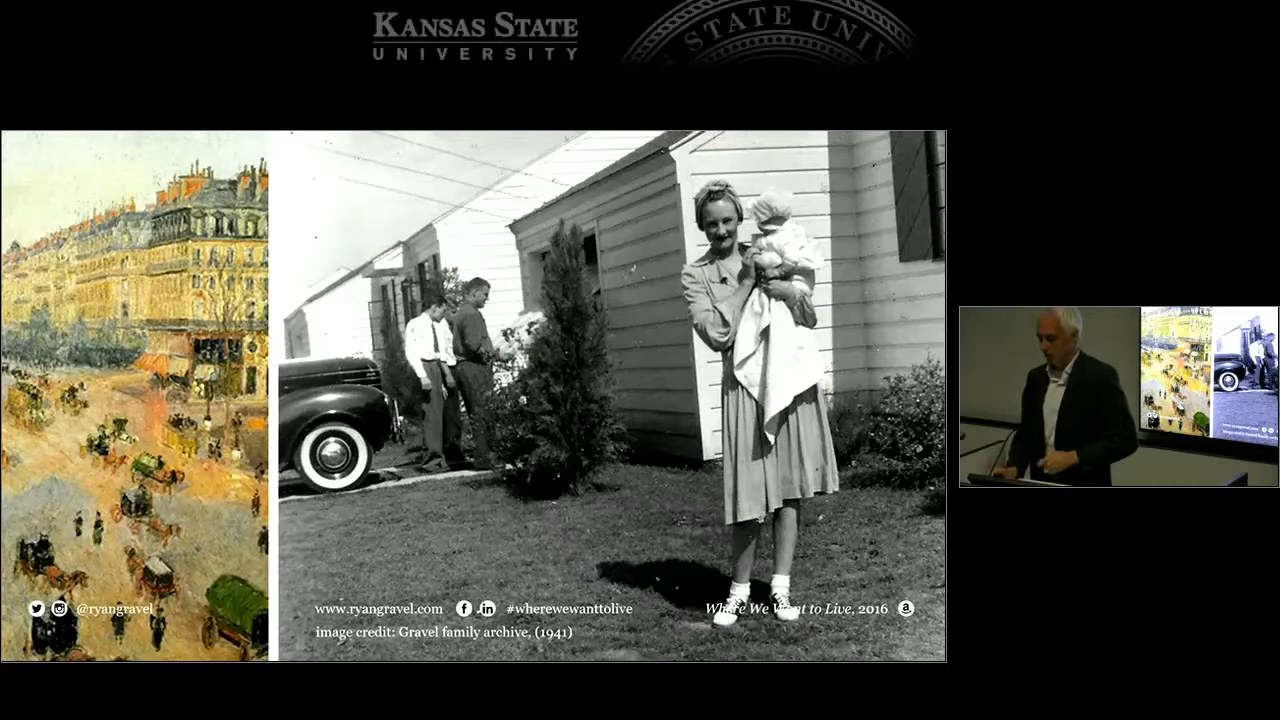 KANSAS STATE
UNIVERSITY
STATE UNIV
@ryangravel
www.ryangravel.com
#wherewewanttolive
Where We Want to Live, 2016
image credit: Gravel family archive, (1941)